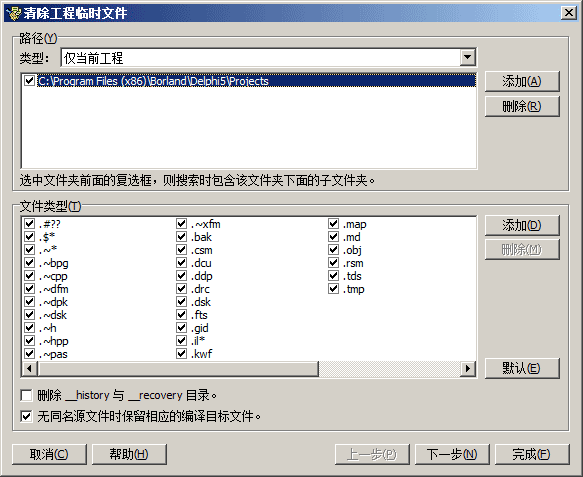 清除工程临时文件
路径(Y)
类型: 仅当前工程
C:\Program Files (x86)\Borland\Delphi5\Projects
添加(A)
删除(R)
选中文件夹前面的复选框，则搜索时包含该文件夹下面的子文件夹。
文件类型(T)
.#??
.$*
.~*
.~bpg
.~cpp
.~dfm
.~dpk
.~dsk
.~h
.~hpp
.~pas
.~xfm
.bak
.csm
.dcu
.ddp
.drc
.dsk
.fts
.gid
.il*
.kwf
.map
.md
.obj
.rsm
.tds
.tmp
添加(D)
删除(M)
默认(E)
删除 __history 与 __recovery 目录。
无同名源文件时保留相应的编译目标文件。
取消(C) 帮助(H) 上一步(P) 下一步(N) 完成(F)